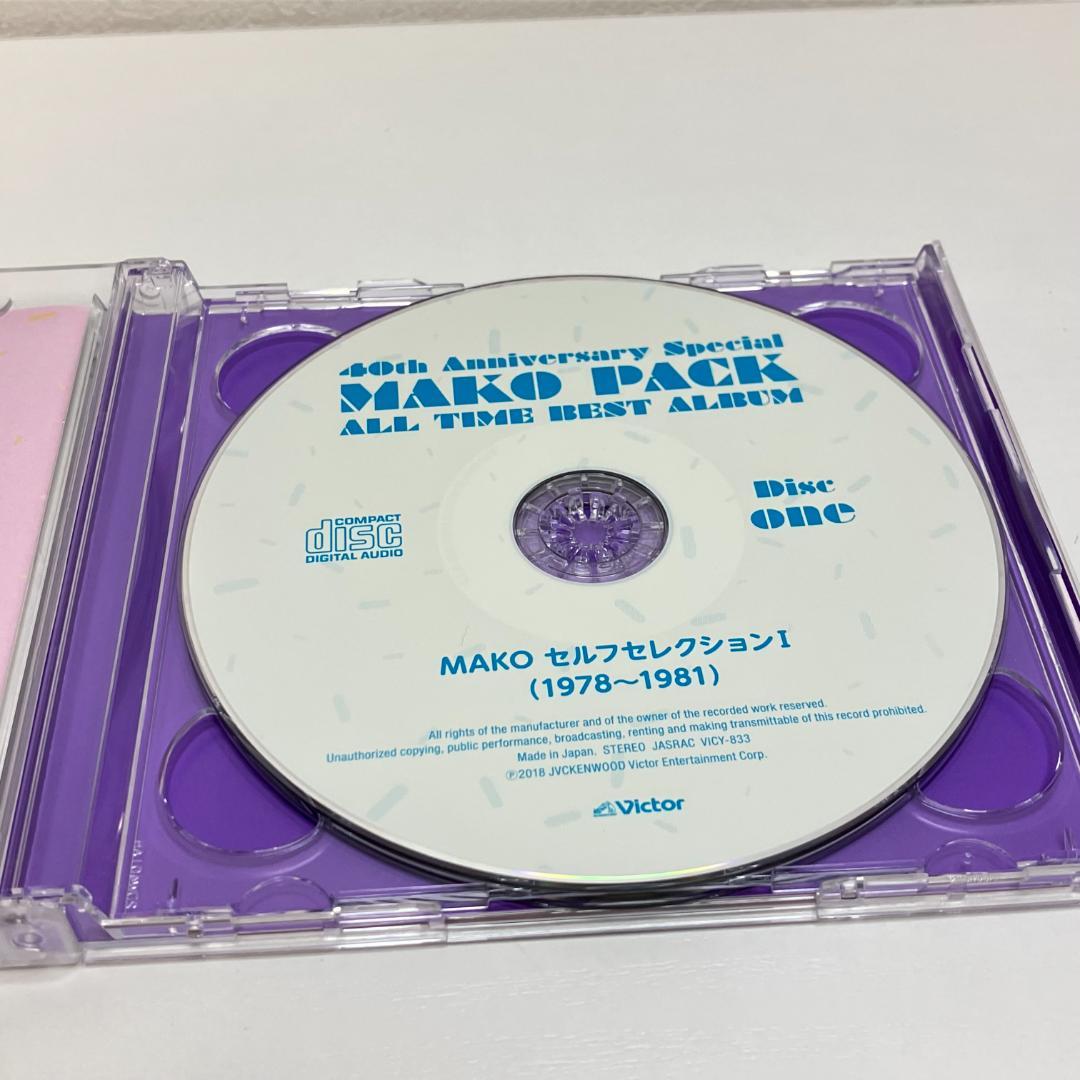 40th Anniversary Special
MAKO PACK
ALL TIME BEST ALBUM
COMPACT
disc
DIGITAL AUDIO
Disc
one
MAKO セルフセレクションI
(1978〜1981)
All rights of the manufacturer and of the owner of the recorded work reserved.
Unauthorized copying, public performance, broadcasting, renting and making transmittable of this record prohibited.
Made in Japan. STEREO JASRAC VICY-833
℗2018 JVCKENWOOD Victor Entertainment Corp.
Victor